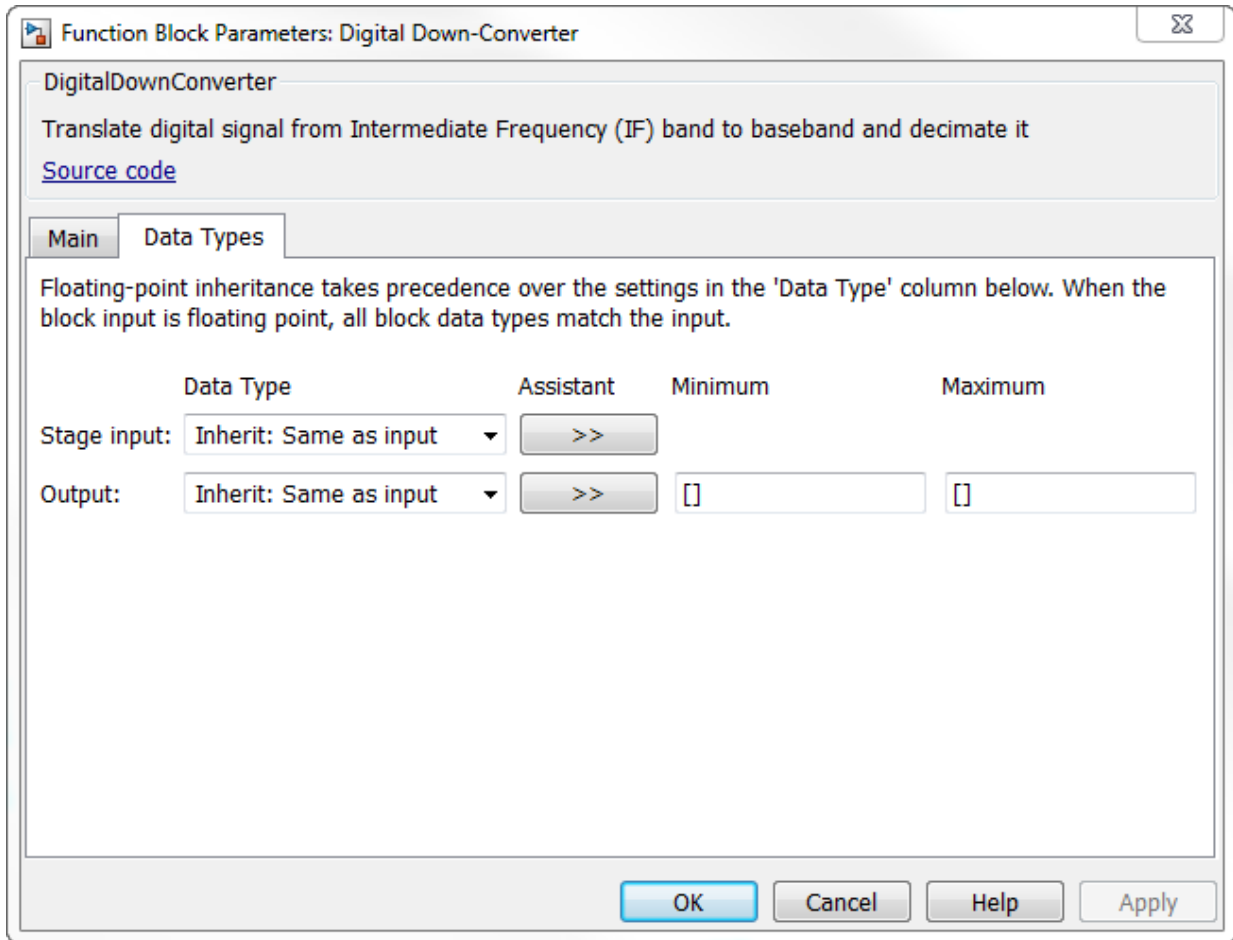 Function Block Parameters: Digital Down-Converter
DigitalDownConverter
Translate digital signal from Intermediate Frequency (IF) band to baseband and decimate it
Source code
Main Data Types
Floating-point inheritance takes precedence over the settings in the 'Data Type' column below. When the
block input is floating point, all block data types match the input.
Data Type Assistant Minimum Maximum
Stage input: Inherit: Same as input >>
Output: Inherit: Same as input >> [] []
OK Cancel Help Apply